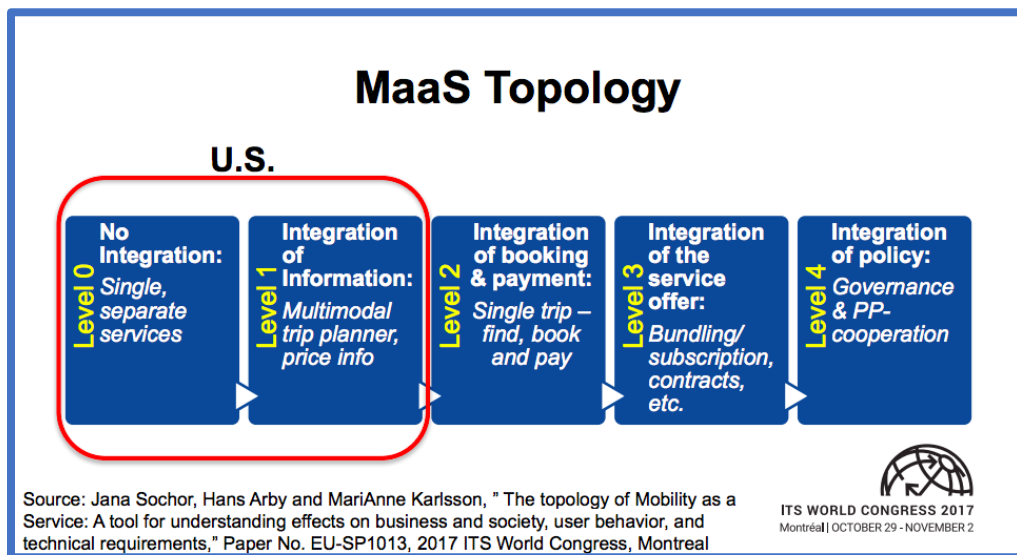 MaaS Topology
U.S.
Level 0
No
Integration:
Single,
separate
services
Level 1
Integration
of
Information:
Multimodal
trip planner,
price info
Level 2
Integration
of booking
& payment:
Single trip –
find, book
and pay
Level 3
Integration
of the
service
offer:
Bundling/
subscription,
contracts,
etc.
Level 4
Integration
of policy:
Governance
& PP-
cooperation
Source: Jana Sochor, Hans Arby and MariAnne Karlsson, ” The topology of Mobility as a
Service: A tool for understanding effects on business and society, user behavior, and
technical requirements,” Paper No. EU-SP1013, 2017 ITS World Congress, Montreal
ITS WORLD CONGRESS 2017
Montréal | OCTOBER 29 - NOVEMBER 2